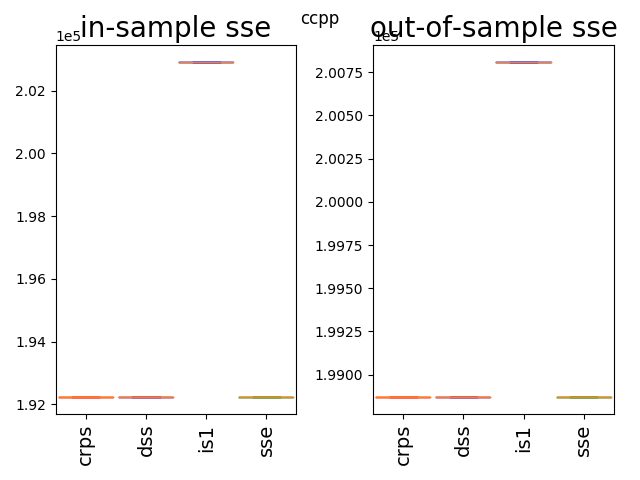 ccpp
in-sample sse
1e5
2.02
2.00
1.98
1.96
1.94
1.92
crps
dss
is1
sse
out-of-sample sse
1e5
2.0075
2.0050
2.0025
2.0000
1.9975
1.9950
1.9925
1.9900
crps
dss
is1
sse